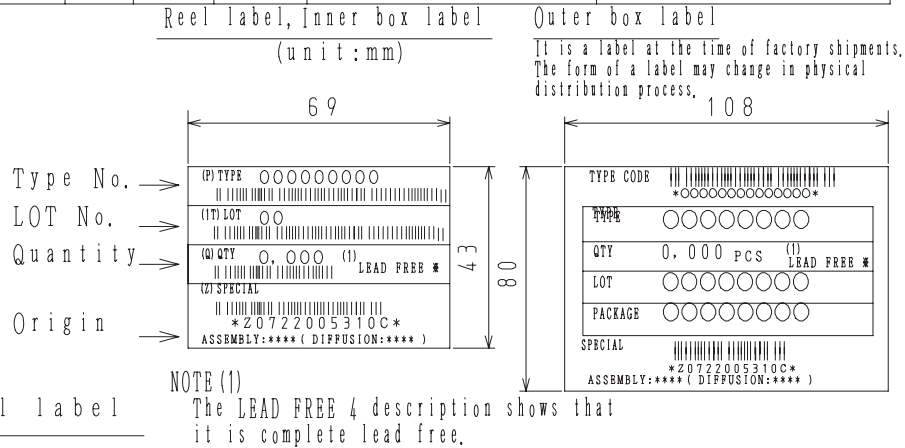 Reel label, Inner box label
(unit:mm)
Outer box label
It is a label at the time of factory shipments.
The form of a label may change in physical
distribution process.
69
108
Type No.
LOT No.
Quantity
Origin
(P) TYPE OOOOOOOOO
(1T) LOT OO
(Q) QTY O, OOO (1)
LEAD FREE *
(Z) SPECIAL
*Z0722005310C*
ASSEMBLY:**** ( DIFFUSION:**** )
43
80
TYPE CODE
*OOOOOOOOOOOOO*
TYPE OOOOOOOO
QTY 0, 000 PCS (1)
LEAD FREE *
LOT OOOOOOOO
PACKAGE OOOOOOOO
SPECIAL
*Z0722005310C*
ASSEMBLY:**** ( DIFFUSION:**** )
l label
NOTE (1)
The LEAD FREE 4 description shows that
it is complete lead free.